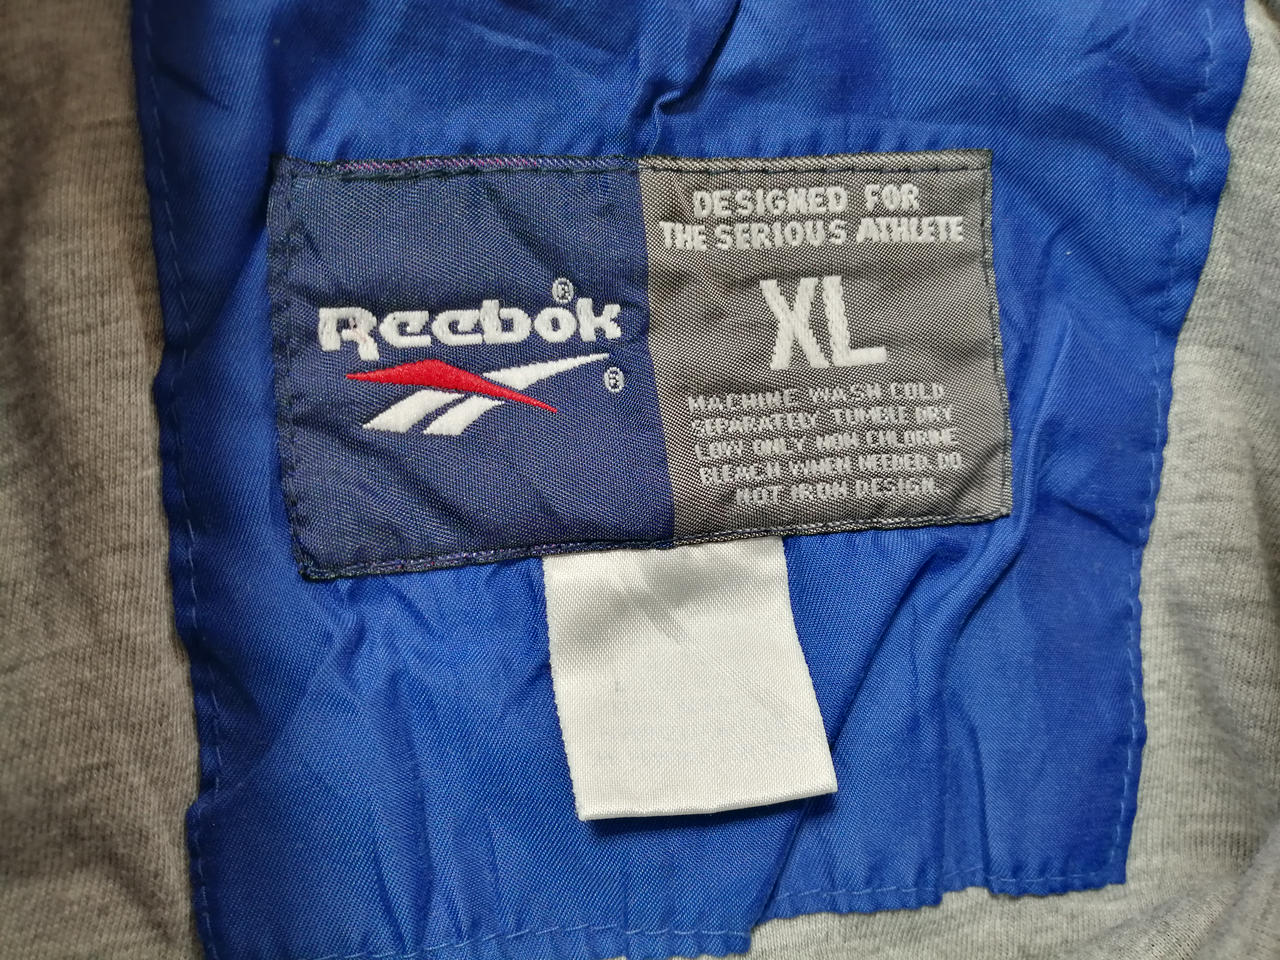 Reebok®
®
DESIGNED FOR
THE SERIOUS ATHLETE
XL
MACHINE WASH COLD
SEPARATELY TUMBLE DRY
LOW ONLY NON CHLORINE
BLEACH WHEN NEEDED DO
NOT IRON DESIGN